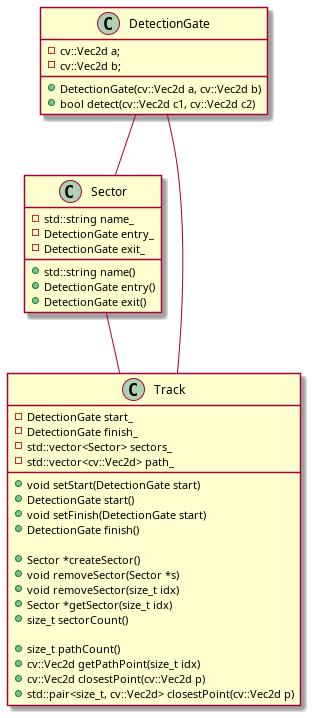 C DetectionGate
cv::Vec2d a;
cv::Vec2d b;
DetectionGate(cv::Vec2d a, cv::Vec2d b)
bool detect(cv::Vec2d c1, cv::Vec2d c2)
C Sector
std::string name_
DetectionGate entry_
DetectionGate exit_
std::string name()
DetectionGate entry()
DetectionGate exit()
C Track
DetectionGate start_
DetectionGate finish_
std::vector<Sector> sectors_
std::vector<cv::Vec2d> path_
void setStart(DetectionGate start)
DetectionGate start()
void setFinish(DetectionGate start)
DetectionGate finish()
Sector *createSector()
void removeSector(Sector *s)
void removeSector(size_t idx)
Sector *getSector(size_t idx)
size_t sectorCount()
size_t pathCount()
cv::Vec2d getPathPoint(size_t idx)
cv::Vec2d closestPoint(cv::Vec2d p)
std::pair<size_t, cv::Vec2d> closestPoint(cv::Vec2d p)